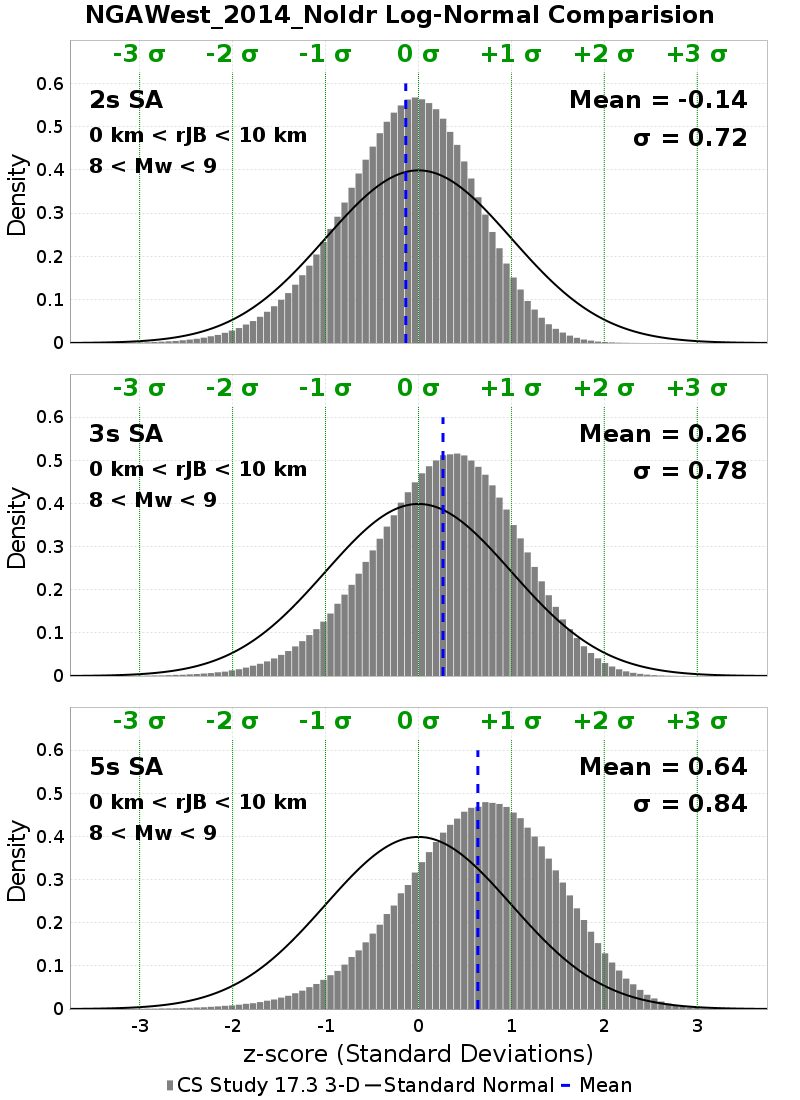 NGAWest_2014_NoIdr Log-Normal Comparision
-3 σ -2 σ -1 σ 0 σ +1 σ +2 σ +3 σ
2s SA
0 km < rJB < 10 km
8 < Mw < 9
Mean = -0.14
σ = 0.72
Density
0.6
0.5
0.4
0.3
0.2
0.1
0
-3 σ -2 σ -1 σ 0 σ +1 σ +2 σ +3 σ
3s SA
0 km < rJB < 10 km
8 < Mw < 9
Mean = 0.26
σ = 0.78
Density
0.6
0.5
0.4
0.3
0.2
0.1
0
-3 σ -2 σ -1 σ 0 σ +1 σ +2 σ +3 σ
5s SA
0 km < rJB < 10 km
8 < Mw < 9
Mean = 0.64
σ = 0.84
Density
0.6
0.5
0.4
0.3
0.2
0.1
0
-3 -2 -1 0 1 2 3
z-score (Standard Deviations)
CS Study 17.3 3-D Standard Normal Mean